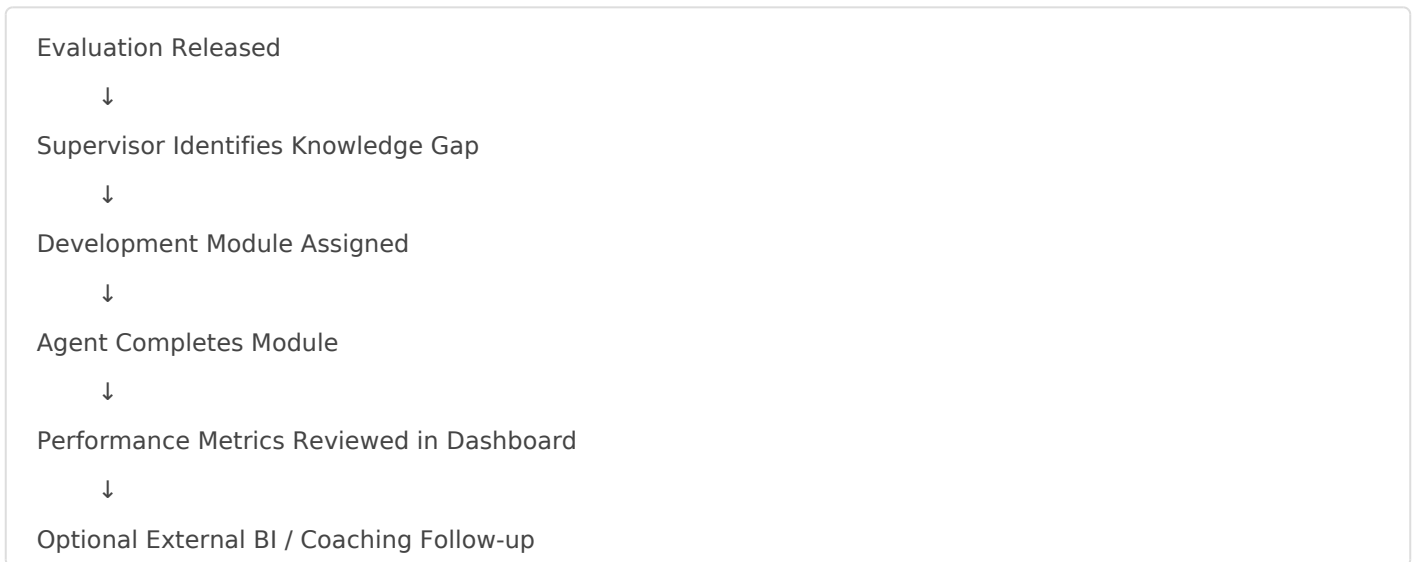 Evaluation Released
↓
Supervisor Identifies Knowledge Gap
↓
Development Module Assigned
↓
Agent Completes Module
↓
Performance Metrics Reviewed in Dashboard
↓
Optional External BI / Coaching Follow-up